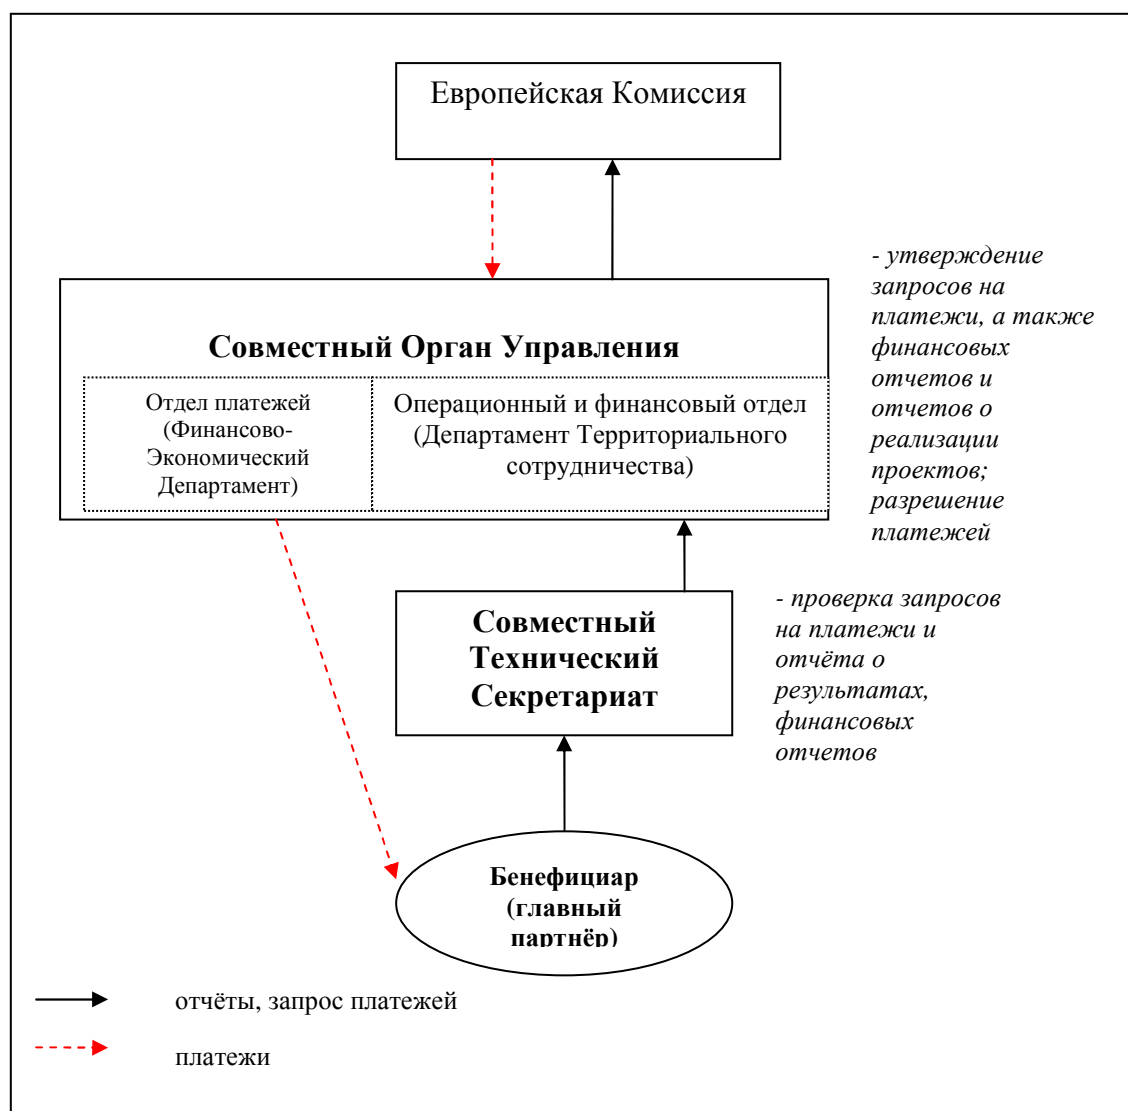 Европейская Комиссия
- утверждение
запросов на
платежи, а также
финансовых
отчетов и
отчетов о
реализации
проектов;
разрешение
платежей
Совместный Орган Управления
Отдел платежей
(Финансово-
Экономический
Департамент)
Операционный и финансовый отдел
(Департамент Территориального
сотрудничества)
Совместный
Технический
Секретариат
- проверка запросов
на платежи и
отчёта о
результатах,
финансовых
отчетов
Бенефициар
(главный
партнёр)
отчёты, запрос платежей
платежи